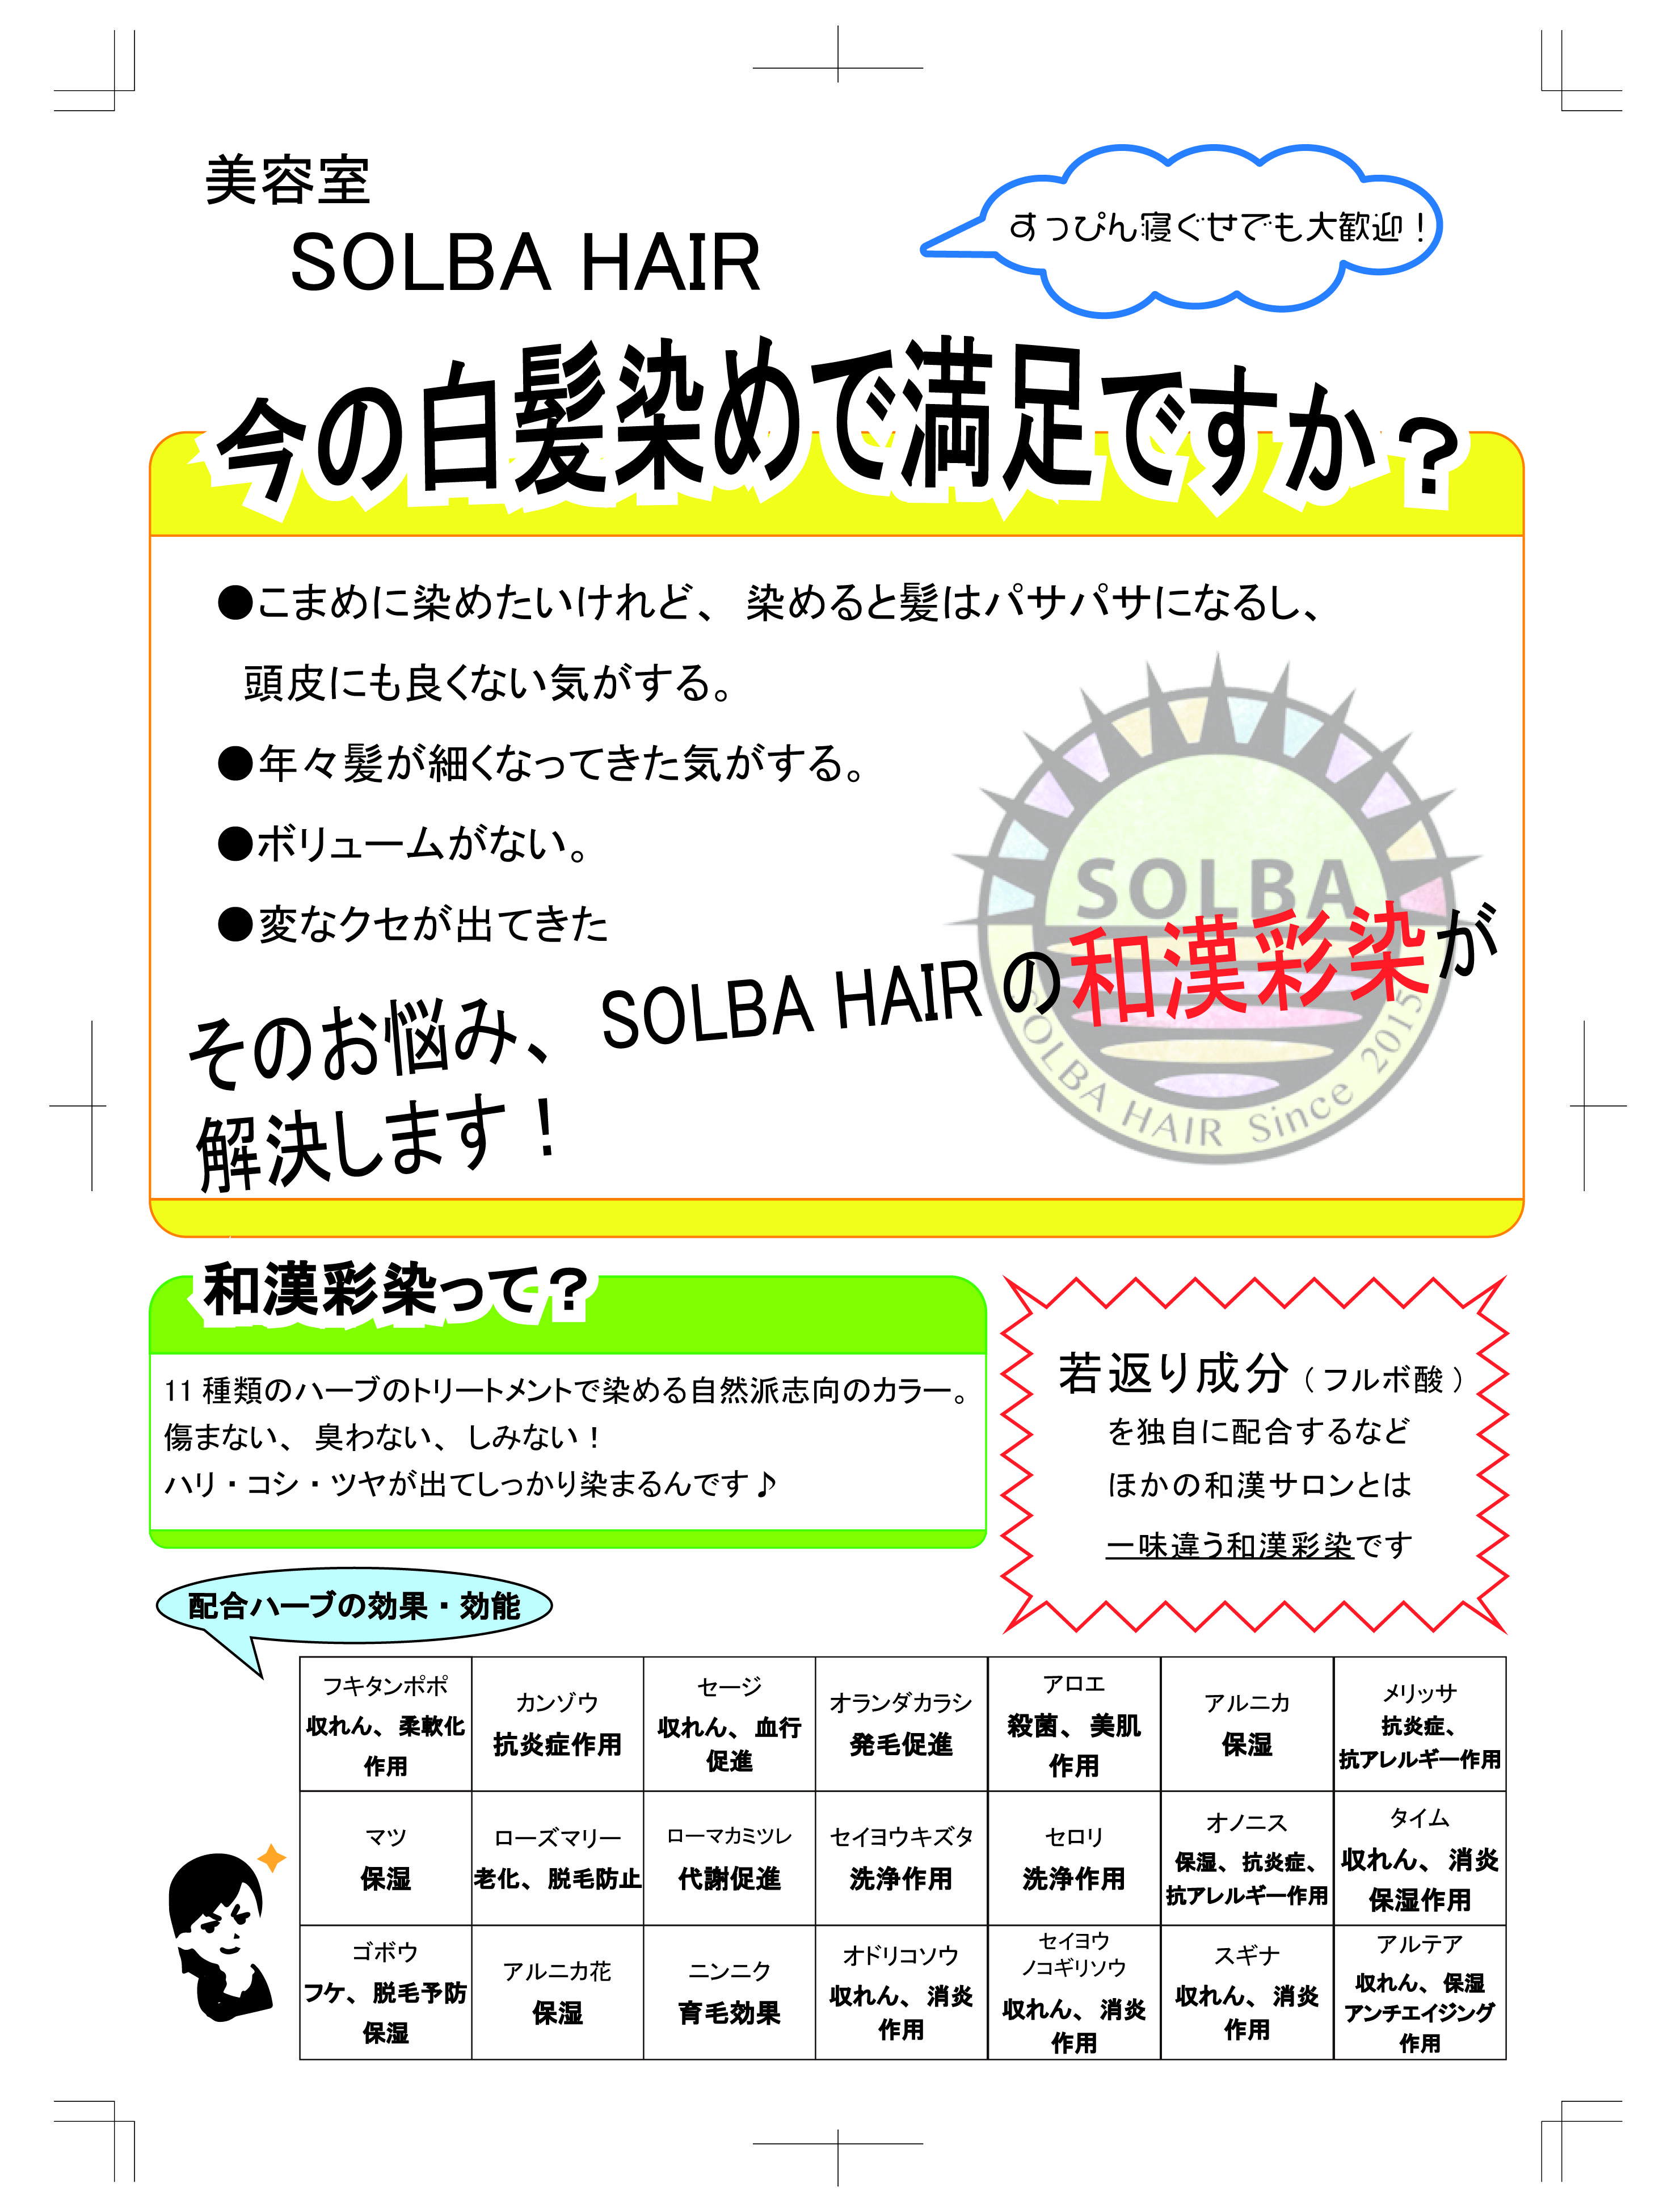 美容室
SOLBA HAIR
すっぴん寝ぐせでも大歓迎！
今の白髪染めで満足ですか？
●こまめに染めたいけれど、染めると髪はパサパサになるし、
頭皮にも良くない気がする。
●年々髪が細くなってきた気がする。
●ボリュームがない。
●変なクセが出てきた
SOLBA
SOLBA HAIR Since 2015
そのお悩み、SOLBA HAIR の和漢彩染が
解決します！
和漢彩染って？
11 種類のハーブのトリートメントで染める自然派志向のカラー。
傷まない、臭わない、しみない！
ハリ・コシ・ツヤが出てしっかり染まるんです♪
若返り成分（フルボ酸）
を独自に配合するなど
ほかの和漢サロンとは
一味違う和漢彩染です
配合ハーブの効果・効能
フキタンポポ
収れん、柔軟化
作用
カンゾウ
抗炎症作用
セージ
収れん、血行
促進
オランダカラシ
発毛促進
アロエ
殺菌、美肌
作用
アルニカ
保湿
メリッサ
抗炎症、
抗アレルギー作用
マツ
保湿
ローズマリー
老化、脱毛防止
ローマカミツレ
代謝促進
セイヨウキズタ
洗浄作用
セロリ
洗浄作用
オノニス
保湿、抗炎症、
抗アレルギー作用
タイム
収れん、消炎
保湿作用
ゴボウ
フケ、脱毛予防
保湿
アルニカ花
保湿
ニンニク
育毛効果
オドリコソウ
収れん、消炎
作用
セイヨウ
ノコギリソウ
収れん、消炎
作用
スギナ
収れん、消炎
作用
アルテア
収れん、保湿
アンチエイジング
作用